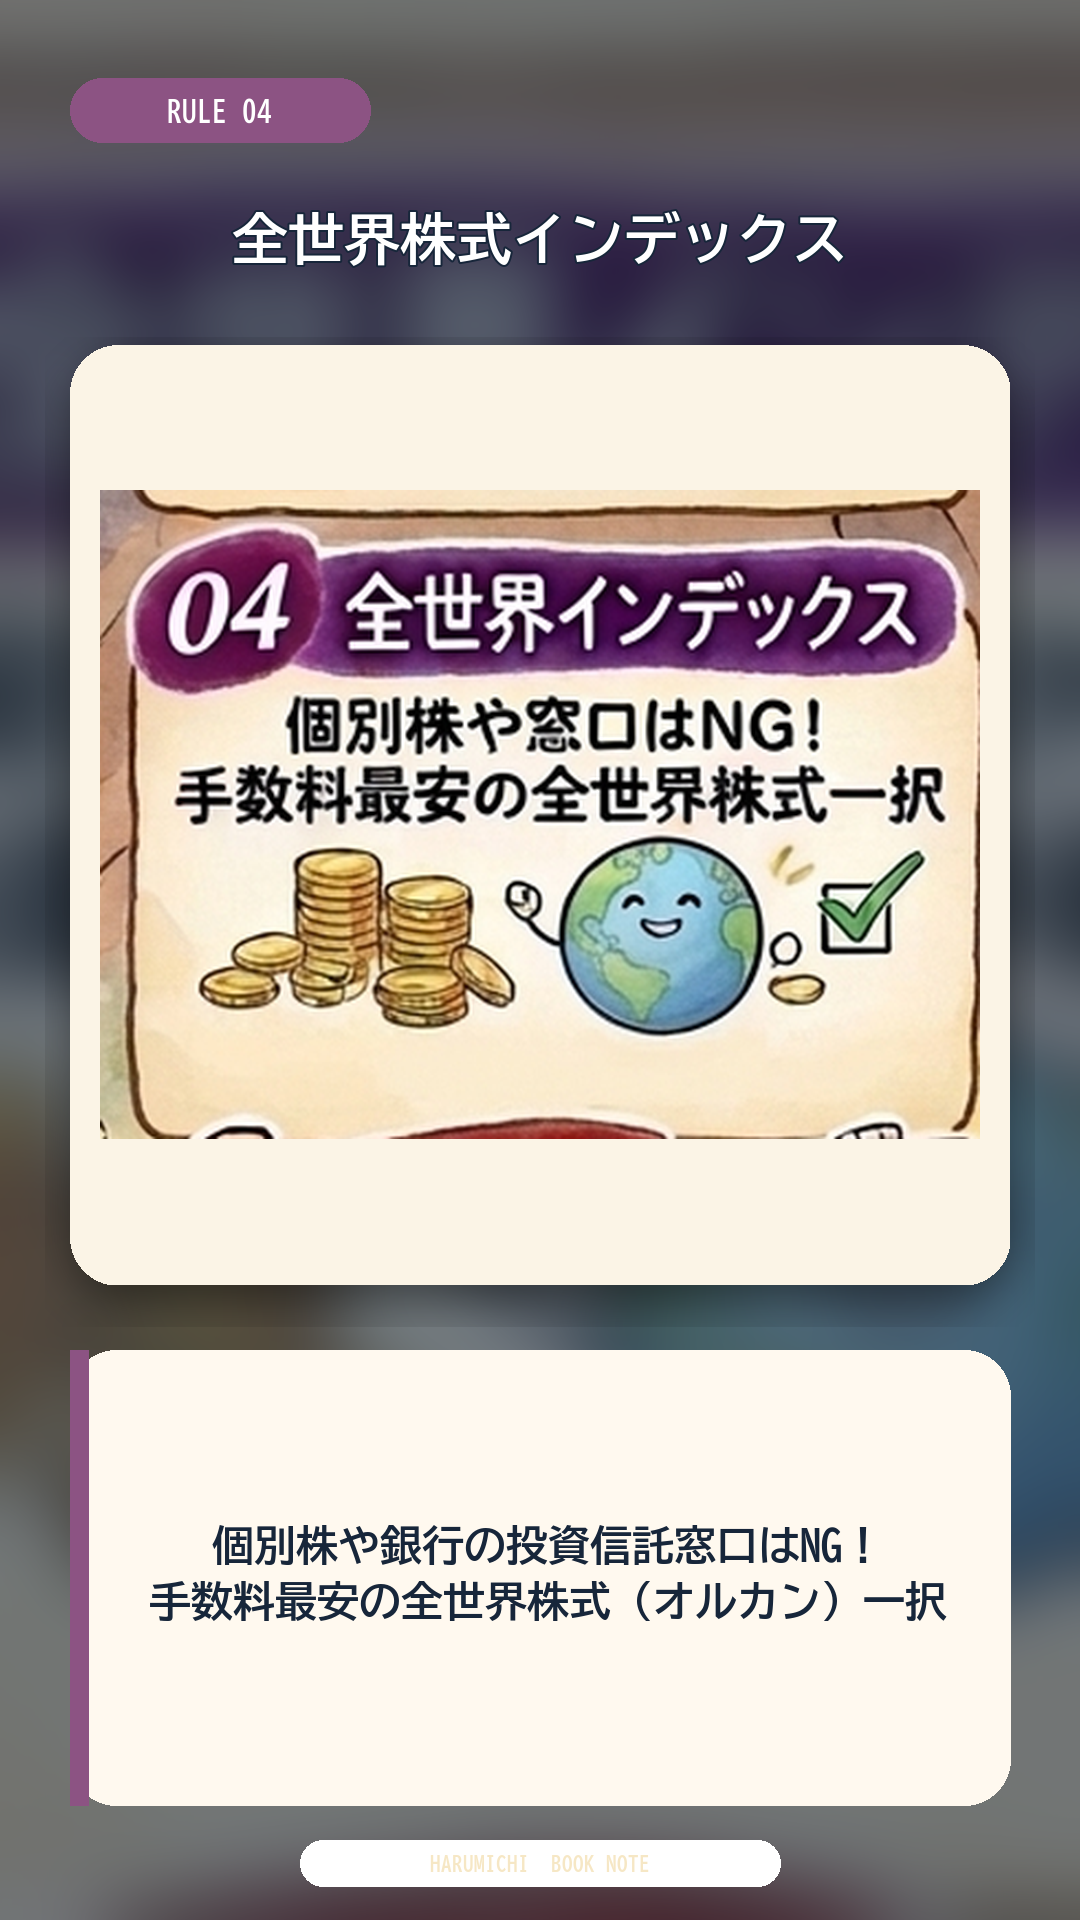 RULE 04
全世界株式インデックス
04 全世界インデックス
個別株や窓口はNG!
手数料最安の全世界株式一択
個別株や銀行の投資信託窓口はNG！
手数料最安の全世界株式（オルカン）一択
HARUMICHI BOOK NOTE